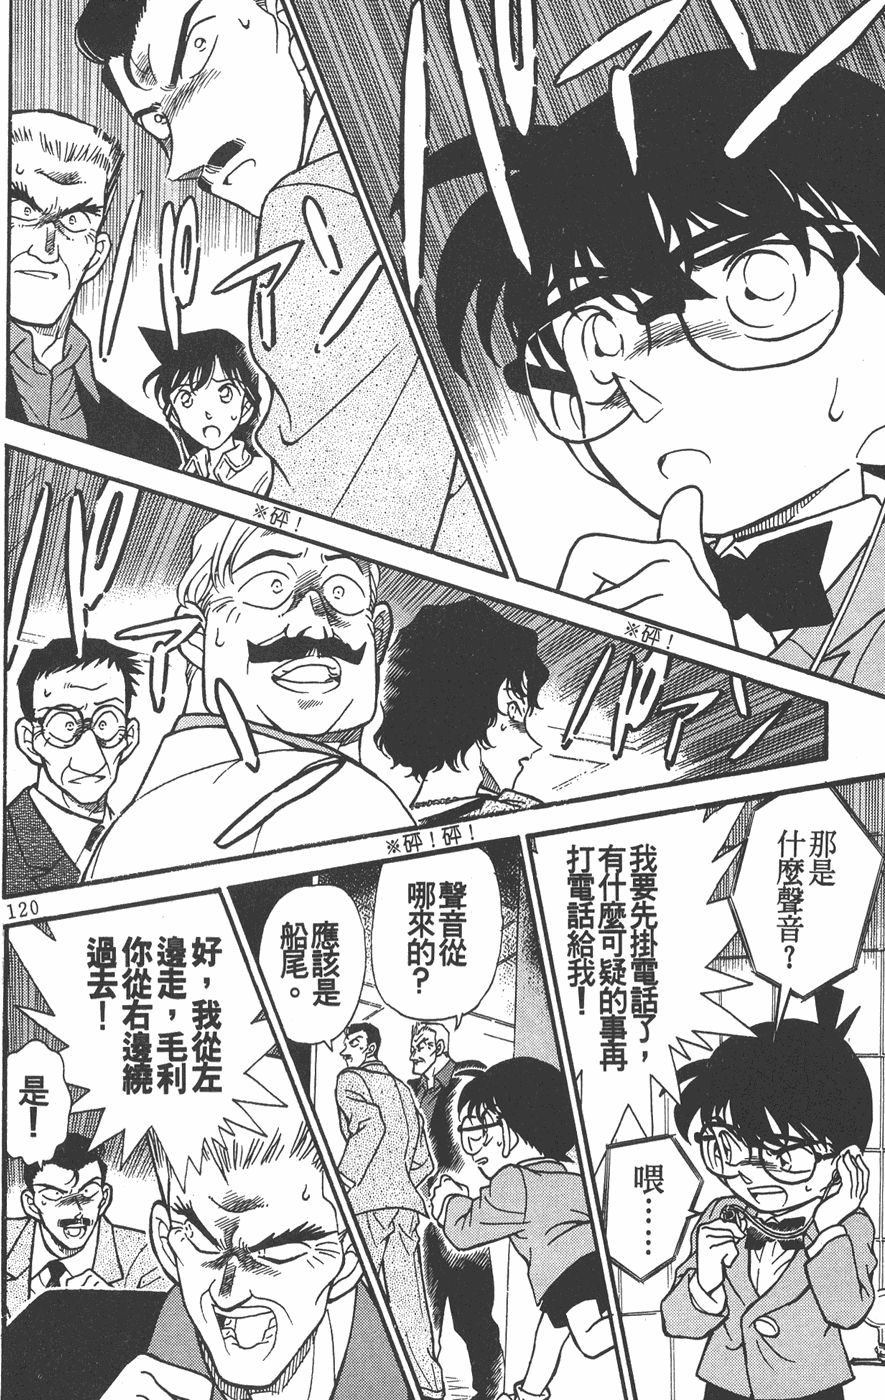 ※砰！
※砰！
※砰！砰！
那是
什麼聲音？
我要先掛電話了，
有什麼可疑的事再
打電話給我！
喂……
聲音從
哪來的？
應該是
船尾。
好，我從左
邊走，毛利
你從右邊繞
過去！
是！
120